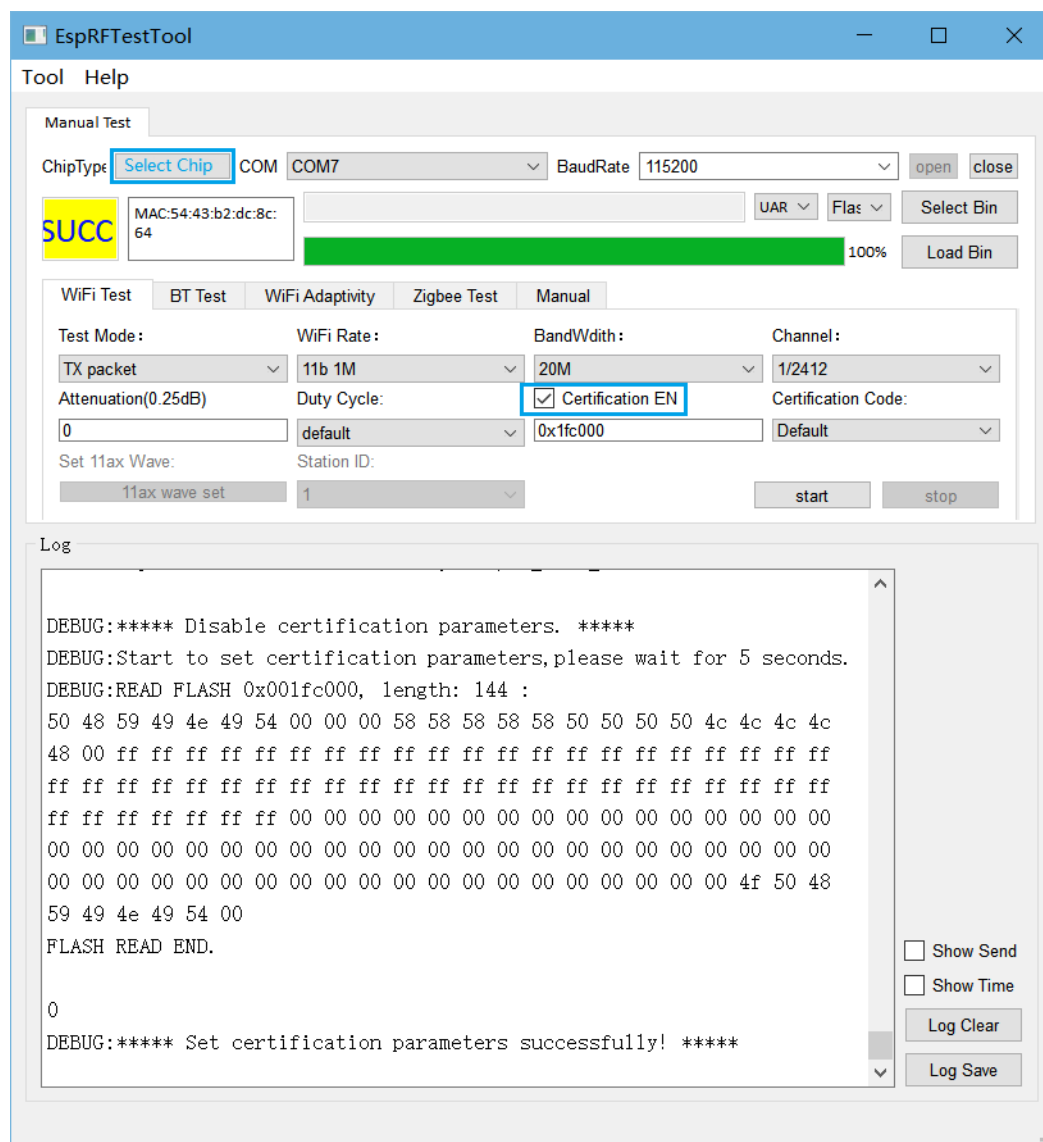 EspRFTestTool
Tool Help
Manual Test
ChipType Select Chip COM COM7 BaudRate 115200 open close
SUCC MAC:54:43:b2:dc:8c:64 UAR Flas Select Bin
100% Load Bin
WiFi Test BT Test WiFi Adaptivity Zigbee Test Manual
Test Mode: WiFi Rate: BandWdith: Channel:
TX packet 11b 1M 20M 1/2412
Attenuation(0.25dB) Duty Cycle: Certification EN Certification Code:
0 default 0x1fc000 Default
Set 11ax Wave: Station ID:
11ax wave set 1 start stop
Log
DEBUG:***** Disable certification parameters. *****
DEBUG:Start to set certification parameters,please wait for 5 seconds.
DEBUG:READ FLASH 0x001fc000, length: 144 :
50 48 59 49 4e 49 54 00 00 00 58 58 58 58 58 50 50 50 50 4c 4c 4c 4c
48 00 ff ff ff ff ff ff ff ff ff ff ff ff ff ff ff ff ff ff ff ff ff
ff ff ff ff ff ff ff ff ff ff ff ff ff ff ff ff ff ff ff ff ff ff ff
ff ff ff ff ff ff ff 00 00 00 00 00 00 00 00 00 00 00 00 00 00 00 00
00 00 00 00 00 00 00 00 00 00 00 00 00 00 00 00 00 00 00 00 00 00 00
00 00 00 00 00 00 00 00 00 00 00 00 00 00 00 00 00 00 00 00 4f 50 48
59 49 4e 49 54 00
FLASH READ END.
0
DEBUG:***** Set certification parameters successfully! *****
Show Send
Show Time
Log Clear
Log Save